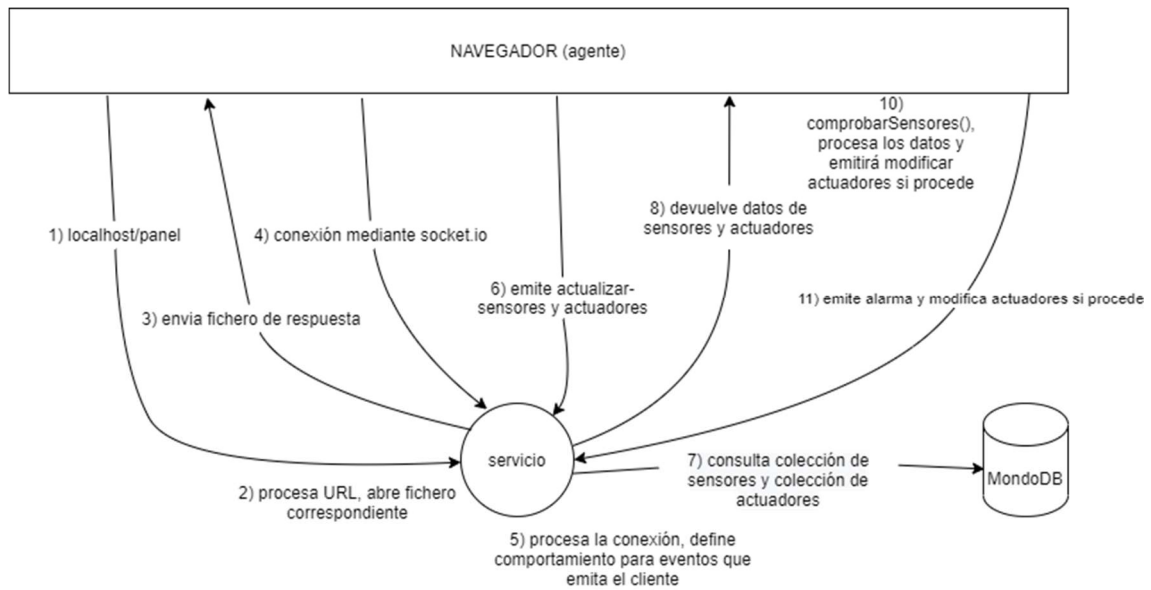 NAVEGADOR (agente)
1) localhost/panel
2) procesa URL, abre fichero
correspondiente
3) envia fichero de respuesta
4) conexión mediante socket.io
5) procesa la conexión, define
comportamiento para eventos que
emita el cliente
6) emite actualizar-
sensores y actuadores
7) consulta colección de
sensores y colección de
actuadores
8) devuelve datos de
sensores y actuadores
10)
comprobarSensores(),
procesa los datos y
emitirá modificar
actuadores si procede
11) emite alarma y modifica actuadores si procede
servicio
MondoDB